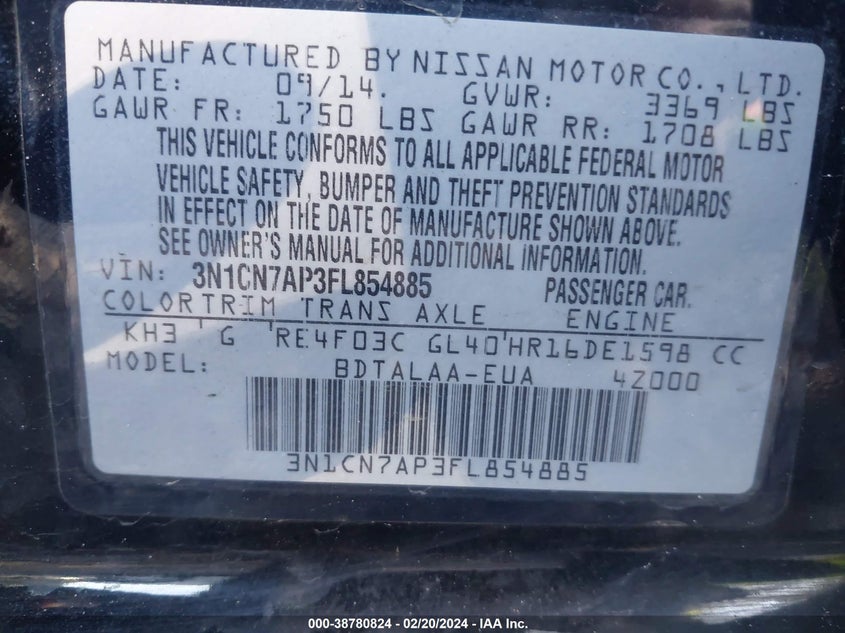 MANUFACTURED BY NISSAN MOTOR CO., LTD.
DATE: 09/14. GVWR: 3369 LBS
GAWR FR: 1750 LBS GAWR RR: 1708 LBS
THIS VEHICLE CONFORMS TO ALL APPLICABLE FEDERAL MOTOR
VEHICLE SAFETY, BUMPER AND THEFT PREVENTION STANDARDS
IN EFFECT ON THE DATE OF MANUFACTURE SHOWN ABOVE.
SEE OWNER'S MANUAL FOR ADDITIONAL INFORMATION.
VIN: 3N1CN7AP3FL854885 PASSENGER CAR.
COLOR TRIM TRANS AXLE ENGINE
KH3 ' G 'RE4F03C GL40'HR16DE1598 CC
MODEL: BDTALAA-EUA 4Z000
3N1CN7AP3FL854885
000-38780824 - 02/20/2024 - IAA Inc.